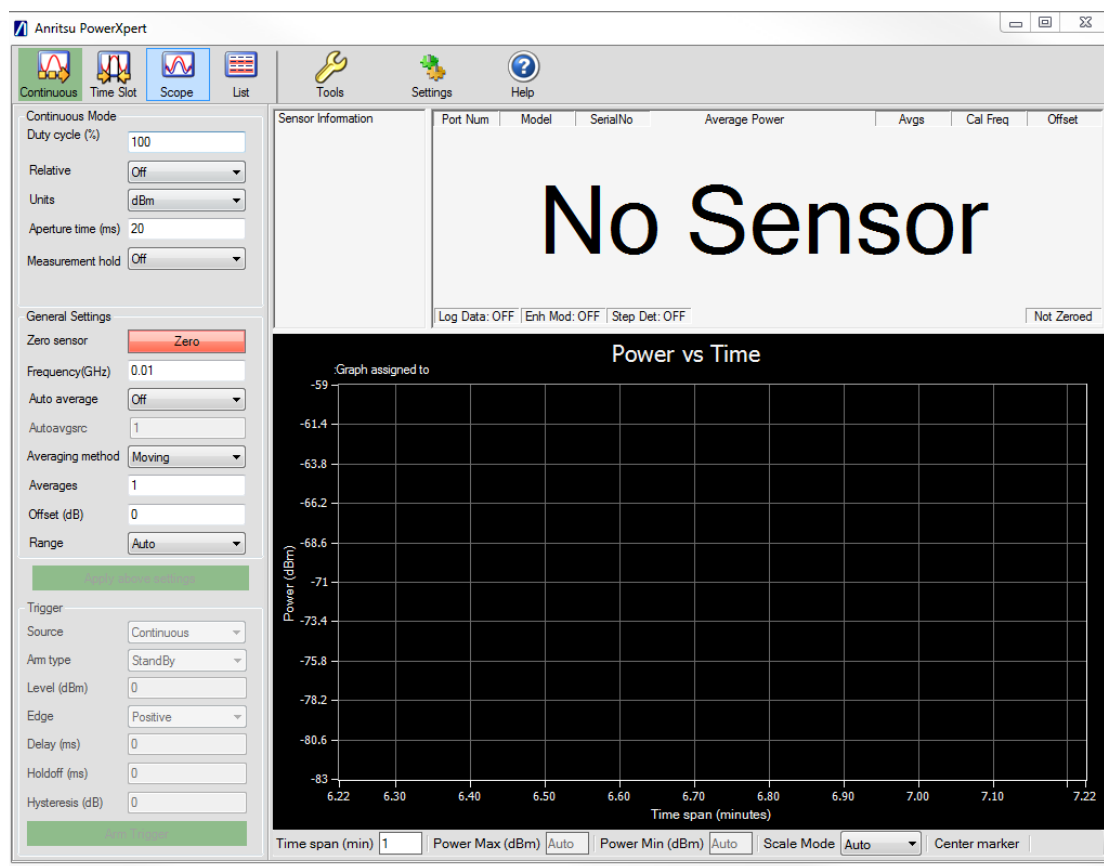 Anritsu PowerXpert
Continuous Time Slot Scope List Tools Settings Help
Continuous Mode
Duty cycle (%) 100
Relative Off
Units dBm
Aperture time (ms) 20
Measurement hold Off
General Settings
Zero sensor Zero
Frequency(GHz) 0.01
Auto average Off
Autoavgsrc 1
Averaging method Moving
Averages 1
Offset (dB) 0
Range Auto
Apply above settings
Trigger
Source Continuous
Arm type StandBy
Level (dBm) 0
Edge Positive
Delay (ms) 0
Holdoff (ms) 0
Hysteresis (dB) 0
Arm Trigger
Sensor Information
Port Num Model SerialNo Average Power Avgs Cal Freq Offset
No Sensor
Log Data: OFF Enh Mod: OFF Step Det: OFF Not Zeroed
Power vs Time
:Graph assigned to
Power (dBm)
-59
-61.4
-63.8
-66.2
-68.6
-71
-73.4
-75.8
-78.2
-80.6
-83
6.22 6.30 6.40 6.50 6.60 6.70 6.80 6.90 7.00 7.10 7.22
Time span (minutes)
Time span (min) 1 Power Max (dBm) Auto Power Min (dBm) Auto Scale Mode Auto Center marker